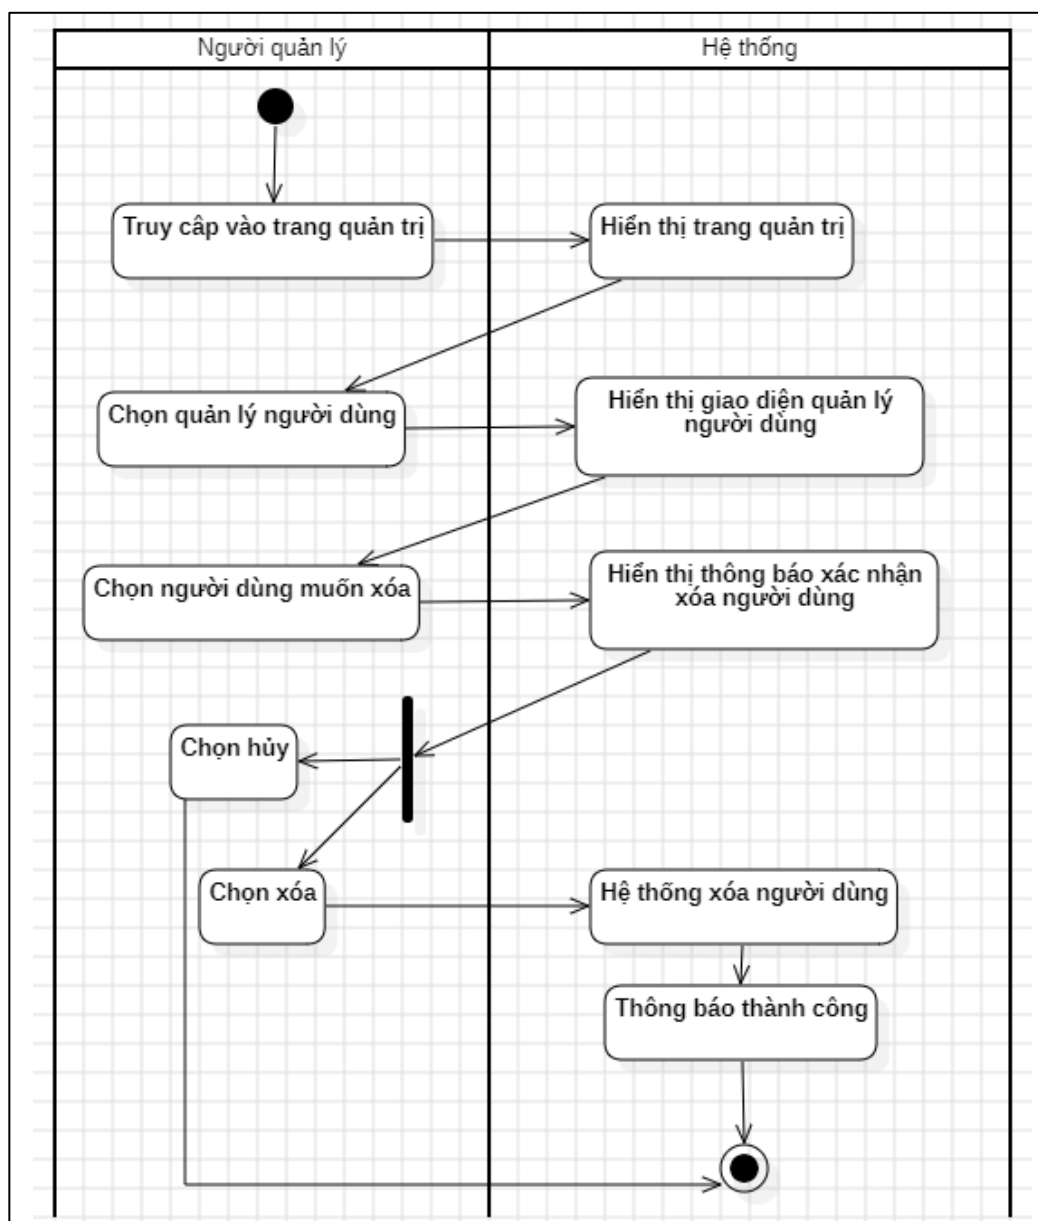 Người quản lý
Hệ thống
Truy câp vào trang quản trị
Hiển thị trang quản trị
Chọn quản lý người dùng
Hiển thị giao diện quản lý
người dùng
Chọn người dùng muốn xóa
Hiển thị thông báo xác nhận
xóa người dùng
Chọn hủy
Chọn xóa
Hệ thống xóa người dùng
Thông báo thành công